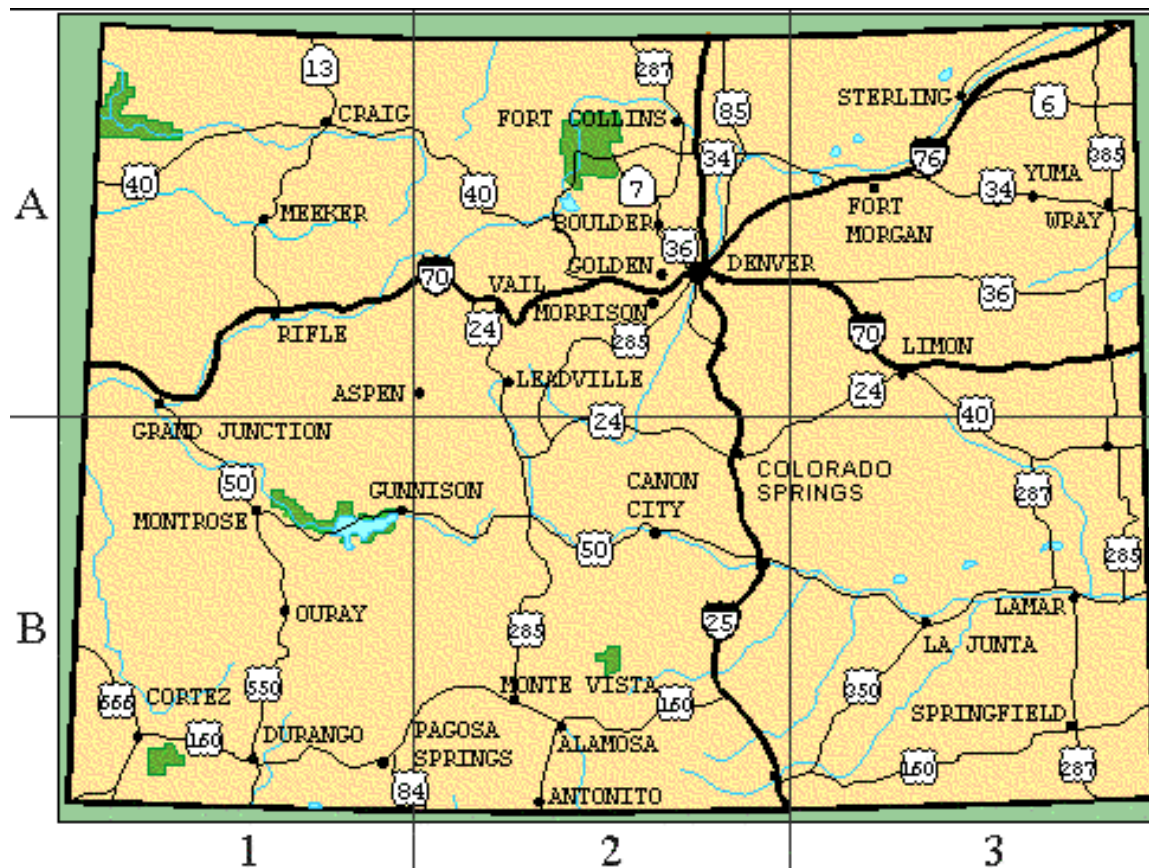 13
287
85
STERLING
6
CRAIG
FORT COLLINS
34
76
385
40
40
7
34
YUMA
A
MEEKER
BOULDER
FORT
MORGAN
WRAY
36
GOLDEN
DENVER
70
VAIL
36
MORRISON
24
285
70
RIFLE
LIMON
ASPEN
LEADVILLE
24
24
40
GRAND JUNCTION
COLORADO
SPRINGS
50
GUNNISON
CANON
CITY
287
MONTROSE
50
285
OURAY
LAMAR
B
285
25
LA JUNTA
CORTEZ
550
MONTE VISTA
350
666
160
160
SPRINGFIELD
DURANGO
PAGOSA
SPRINGS
ALAMOSA
160
287
84
ANTONITO
1
2
3